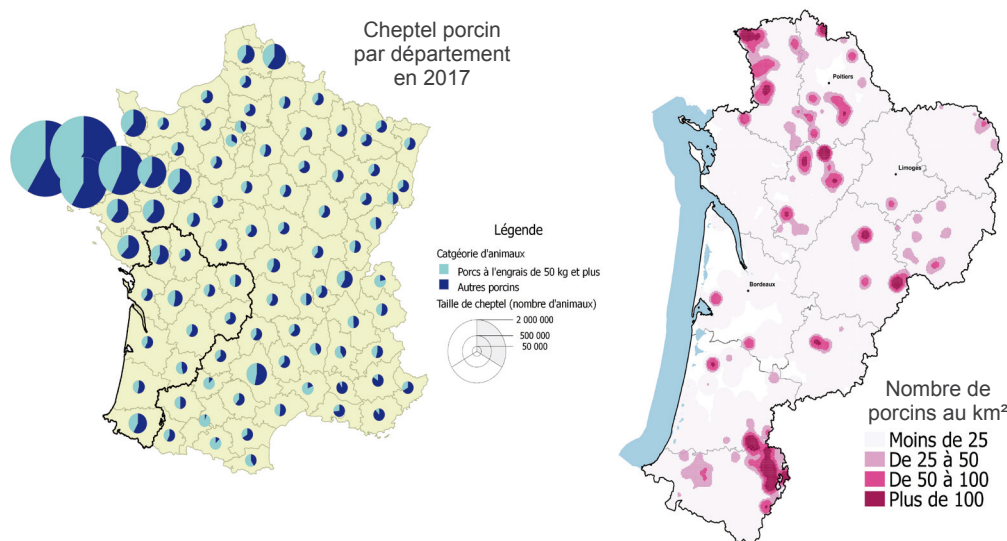 Cheptel porcin
par département
en 2017
Légende
Catgéorie d'animaux
Porcs à l'engrais de 50 kg et plus
Autres porcins
Taille de cheptel (nombre d'animaux)
2 000 000
500 000
50 000
Poitiers
Limoges
Bordeaux
Nombre de
porcins au km²
Moins de 25
De 25 à 50
De 50 à 100
Plus de 100